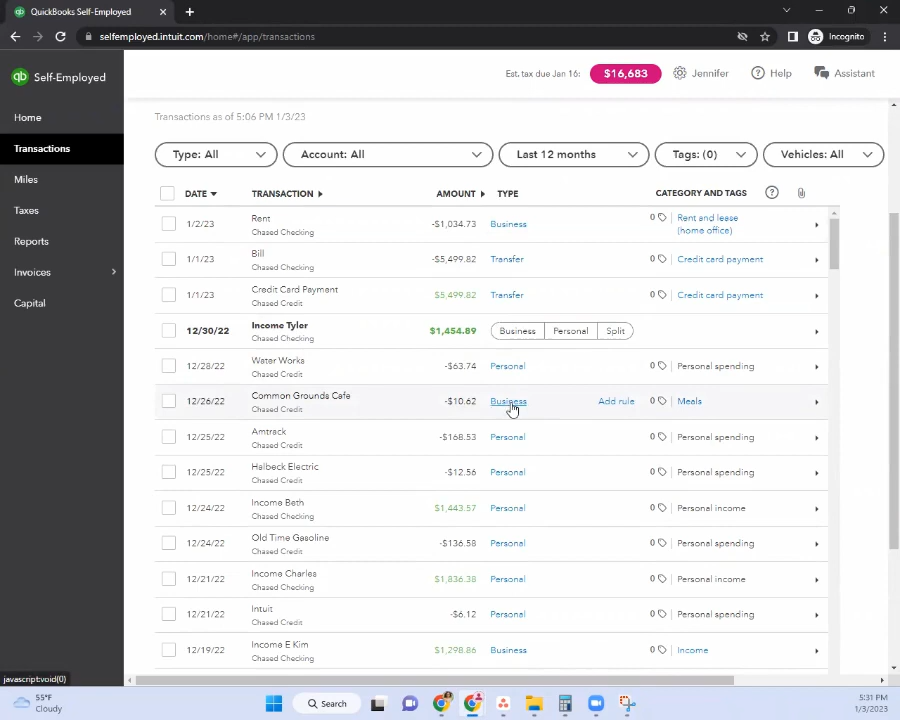 QuickBooks Self-Employed
selfemployed.intuit.com/home#/app/transactions
Incognito
qb Self-Employed
Est. tax due Jan 16: $16,683 Jennifer Help Assistant
Home
Transactions
Miles
Taxes
Reports
Invoices
Capital
Transactions as of 5:06 PM 1/3/23
Type: All Account: All Last 12 months Tags: (0) Vehicles: All
DATE TRANSACTION AMOUNT TYPE CATEGORY AND TAGS ?
1/2/23 Rent -$1,034.73 Business 0 Rent and lease
Chased Checking (home office)
1/1/23 Bill -$5,499.82 Transfer 0 Credit card payment
Chased Checking
1/1/23 Credit Card Payment $5,499.82 Transfer 0 Credit card payment
Chased Checking
12/30/22 Income Tyler $1,454.89 Business Personal Split
Chased Checking
12/28/22 Water Works -$63.74 Personal 0 Personal spending
Chased Credit
12/26/22 Common Grounds Cafe -$10.62 Business Add rule 0 Meals
Chased Credit
12/25/22 Amtrack -$168.53 Personal 0 Personal spending
Chased Credit
12/25/22 Halbeck Electric -$12.56 Personal 0 Personal spending
Chased Credit
12/24/22 Income Beth $1,443.57 Personal 0 Personal income
Chased Checking
12/24/22 Old Time Gasoline -$136.58 Personal 0 Personal spending
Chased Credit
12/21/22 Income Charles $1,836.38 Personal 0 Personal income
Chased Checking
12/21/22 Intuit -$6.12 Personal 0 Personal spending
Chased Credit
12/19/22 Income E Kim $1,298.86 Business 0 Income
Chased Checking
javascript:void(0)
55°F
Cloudy
Search
5:31 PM
1/3/2023